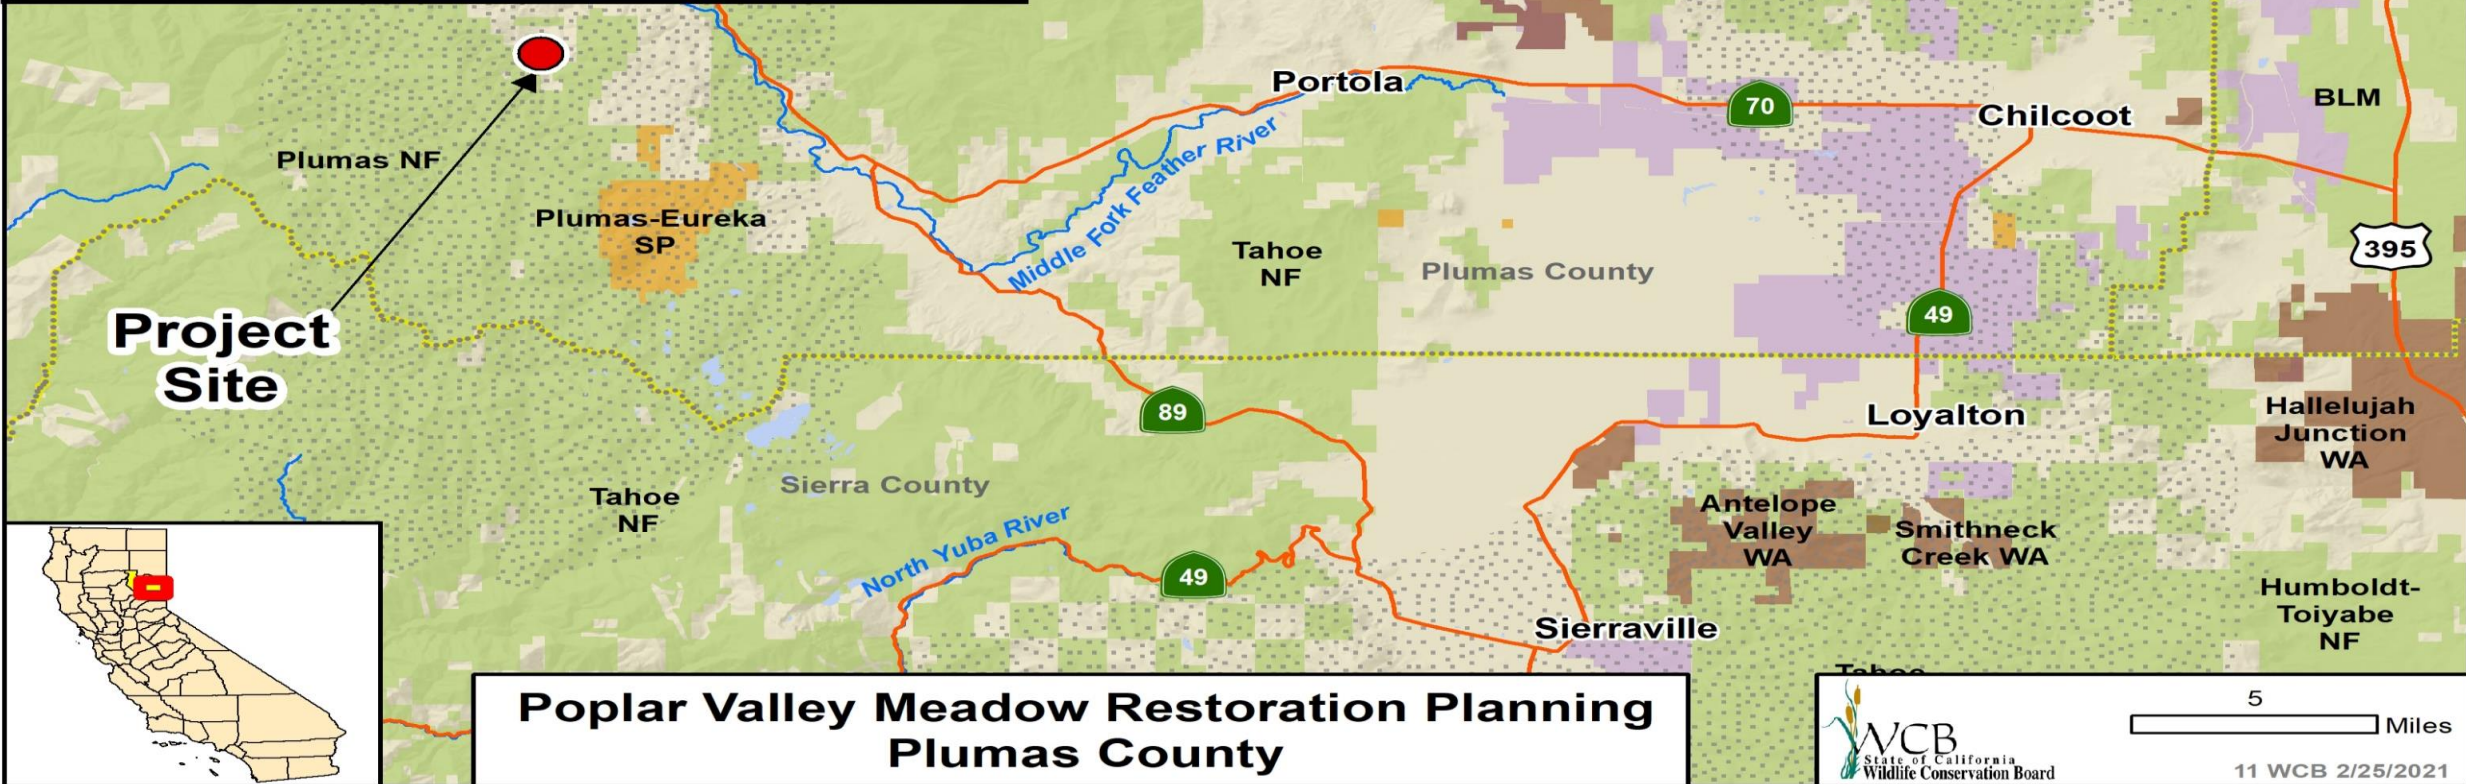 Portola
70
Chilcoot
BLM
Plumas NF
Middle Fork Feather River
Plumas-Eureka
SP
Tahoe
NF
Plumas County
395
Project
Site
49
89
Loyalton
Hallelujah
Junction
WA
Sierra County
Tahoe
NF
Antelope
Valley
WA
Smithneck
Creek WA
North Yuba River
49
Humboldt-
Toiyabe
NF
Sierraville
Tahoe
Poplar Valley Meadow Restoration Planning
Plumas County
WCB
State of California
Wildlife Conservation Board
5
Miles
11 WCB 2/25/2021